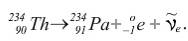 ²³⁴₉₀Th→²³⁴₉₁Pa+⁰₋₁e + ν̃ₑ.